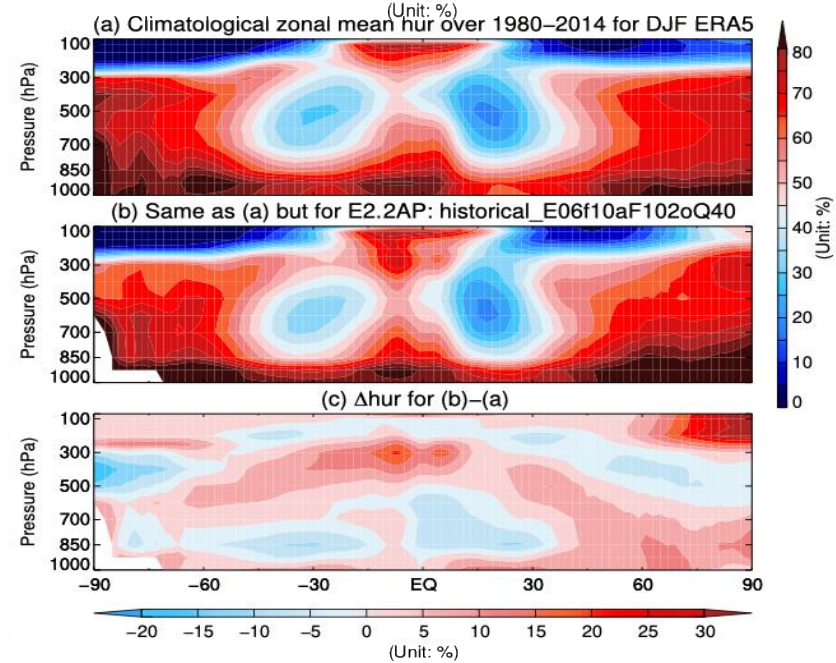 (Unit: %)
(a) Climatological zonal mean hur over 1980−2014 for DJF ERA5
100
300
500
700
850
1000
Pressure (hPa)
(b) Same as (a) but for E2.2AP: historical_E06f10aF102oQ40
100
300
500
700
850
1000
Pressure (hPa)
80
70
60
50
40
30
20
10
0
(Unit: %)
(c) Δhur for (b)−(a)
100
300
500
700
850
1000
Pressure (hPa)
−90 −60 −30 EQ 30 60 90
−20 −15 −10 −5 0 5 10 15 20 25 30
(Unit: %)